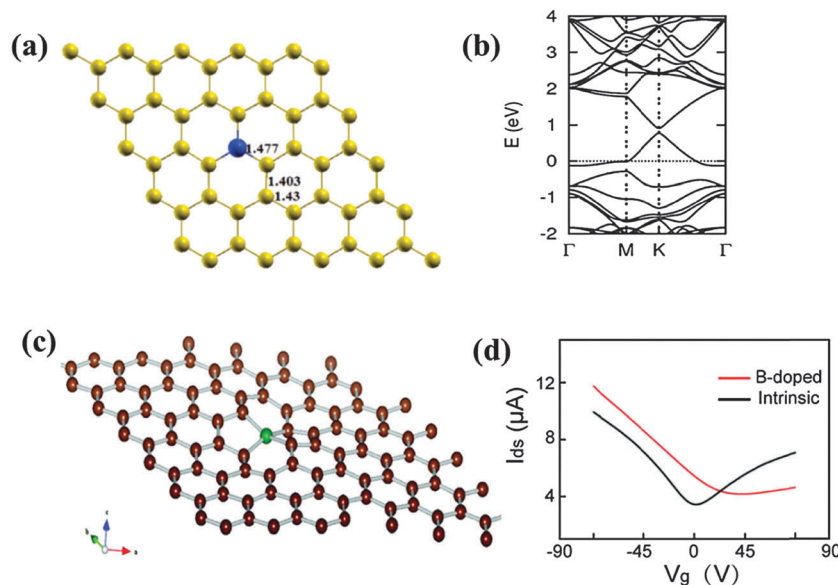 (a)
1.477
1.403
1.43
(b)
E (eV)
4
3
2
1
0
-1
-2
Γ M K Γ
(c)
c
b
a
(d)
Ids (µA)
12
8
4
B-doped
Intrinsic
-90 -45 0 45 90
Vg (V)